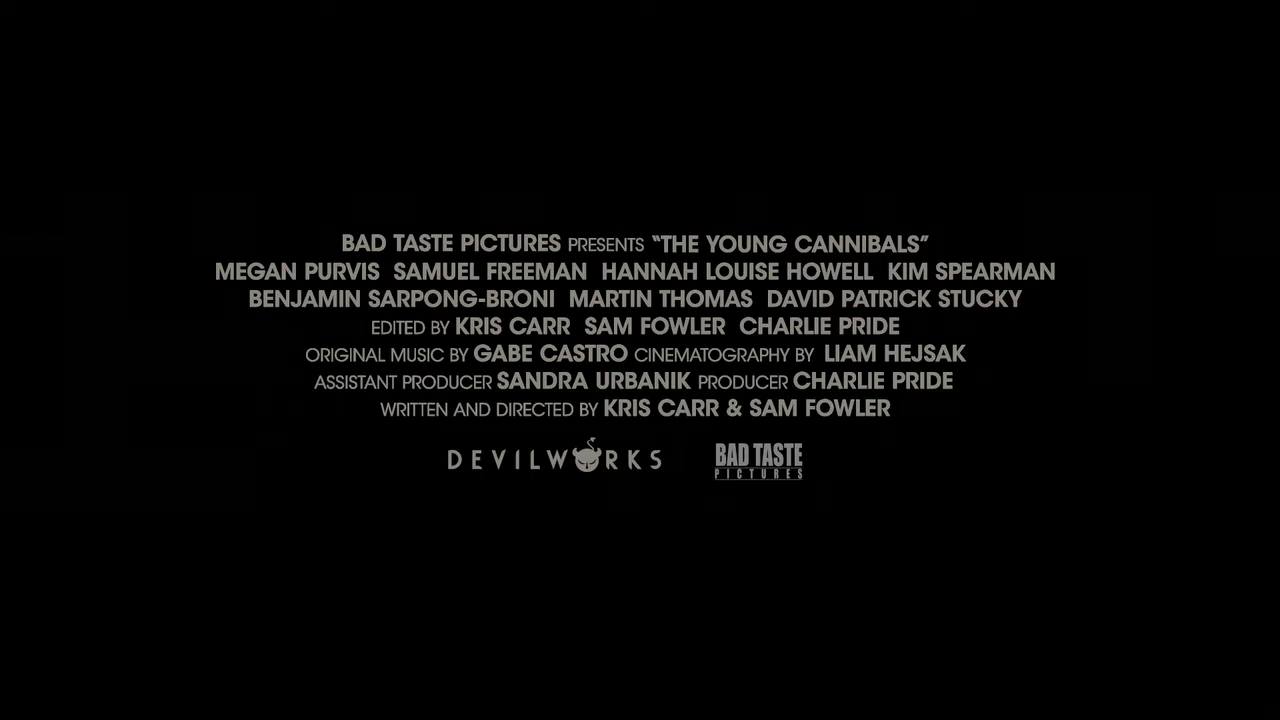 BAD TASTE PICTURES PRESENTS “THE YOUNG CANNIBALS”
MEGAN PURVIS SAMUEL FREEMAN HANNAH LOUISE HOWELL KIM SPEARMAN
BENJAMIN SARPONG-BRONI MARTIN THOMAS DAVID PATRICK STUCKY
EDITED BY KRIS CARR SAM FOWLER CHARLIE PRIDE
ORIGINAL MUSIC BY GABE CASTRO CINEMATOGRAPHY BY LIAM HEJSAK
ASSISTANT PRODUCER SANDRA URBANIK PRODUCER CHARLIE PRIDE
WRITTEN AND DIRECTED BY KRIS CARR & SAM FOWLER
DEVILWORKS
BAD TASTE
PICTURES